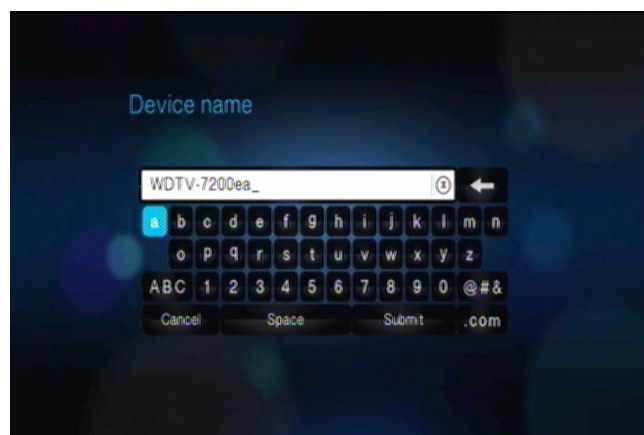 Device name
WDTV-7200ea_
a b c d e f g h i j k l m n
o p q r s t u v w x y z
ABC 1 2 3 4 5 6 7 8 9 0 @#&
Cancel Space Submit .com